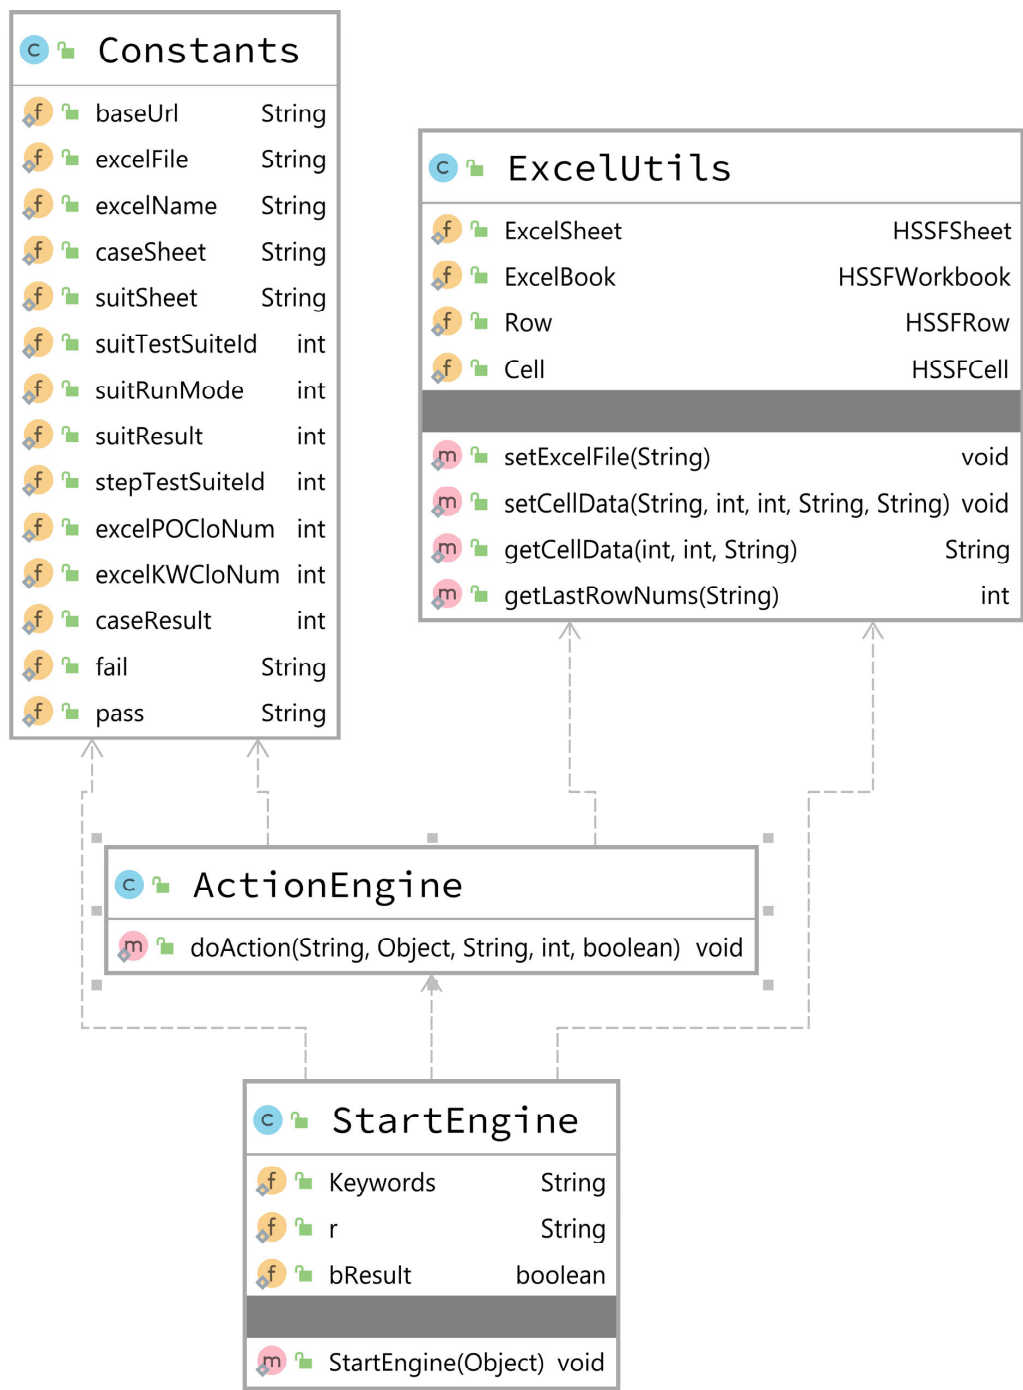 Constants
baseUrl String
excelFile String
excelName String
caseSheet String
suitSheet String
suitTestSuiteId int
suitRunMode int
suitResult int
stepTestSuiteId int
excelPOCloNum int
excelKWCloNum int
caseResult int
fail String
pass String
ExcelUtils
ExcelSheet HSSFSheet
ExcelBook HSSFWorkbook
Row HSSFRow
Cell HSSFCell
setExcelFile(String) void
setCellData(String, int, int, String, String) void
getCellData(int, int, String) String
getLastRowNums(String) int
ActionEngine
doAction(String, Object, String, int, boolean) void
StartEngine
Keywords String
r String
bResult boolean
StartEngine(Object) void